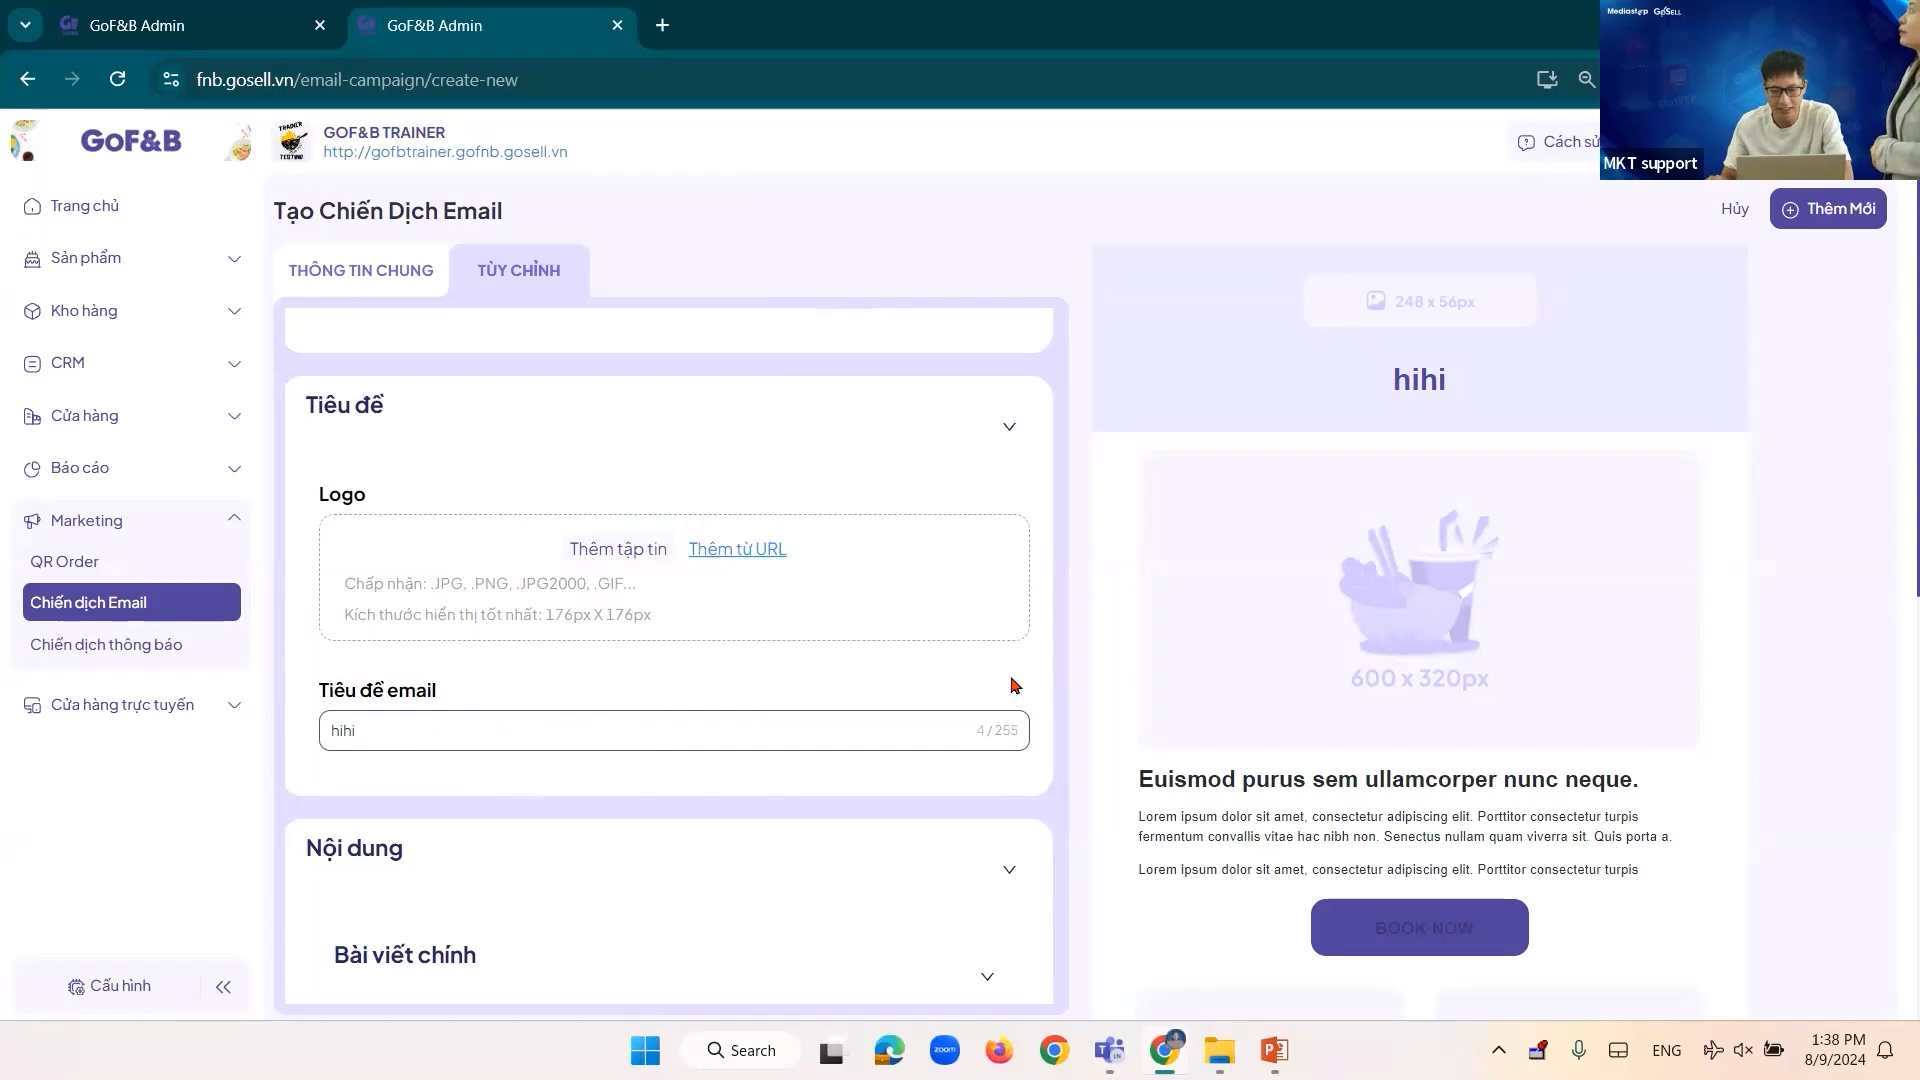 GoF&B Admin
GoF&B Admin
fnb.gosell.vn/email-campaign/create-new
Mediastep GoSELL
MKT support
GoF&B
TRAINER
TESTING
GOF&B TRAINER
http://gofbtrainer.gofnb.gosell.vn
Cách sử
Trang chủ
Sản phẩm
Kho hàng
CRM
Cửa hàng
Báo cáo
Marketing
QR Order
Chiến dịch Email
Chiến dịch thông báo
Cửa hàng trực tuyến
Cấu hình
Tạo Chiến Dịch Email
Hủy
Thêm Mới
THÔNG TIN CHUNG
TÙY CHỈNH
Tiêu đề
Logo
Thêm tập tin Thêm từ URL
Chấp nhận: .JPG, .PNG, .JPG2000, .GIF...
Kích thước hiển thị tốt nhất: 176px X 176px
Tiêu đề email
hihi
4 / 255
Nội dung
Bài viết chính
248 x 56px
hihi
600 x 320px
Euismod purus sem ullamcorper nunc neque.
Lorem ipsum dolor sit amet, consectetur adipiscing elit. Porttitor consectetur turpis
fermentum convallis vitae hac nibh non. Senectus nullam quam viverra sit. Quis porta a.
Lorem ipsum dolor sit amet, consectetur adipiscing elit. Porttitor consectetur turpis
BOOK NOW
Search
zoom
ENG
1:38 PM
8/9/2024